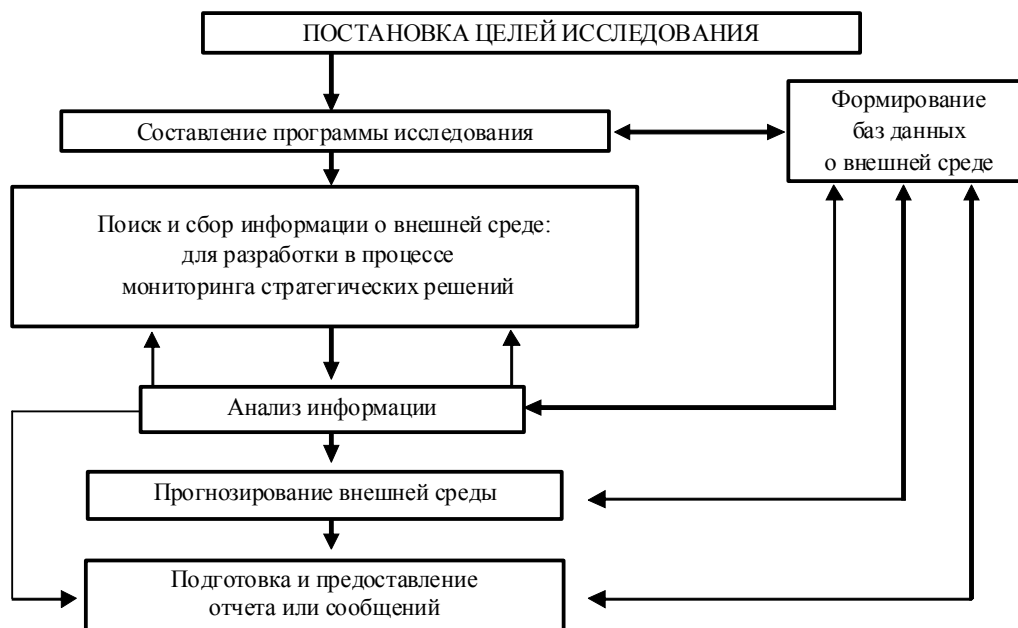 ПОСТАНОВКА ЦЕЛЕЙ ИССЛЕДОВАНИЯ
Составление программы исследования
Формирование
баз данных
о внешней среде
Поиск и сбор информации о внешней среде:
для разработки в процессе
мониторинга стратегических решений
Анализ информации
Прогнозирование внешней среды
Подготовка и предоставление
отчета или сообщений